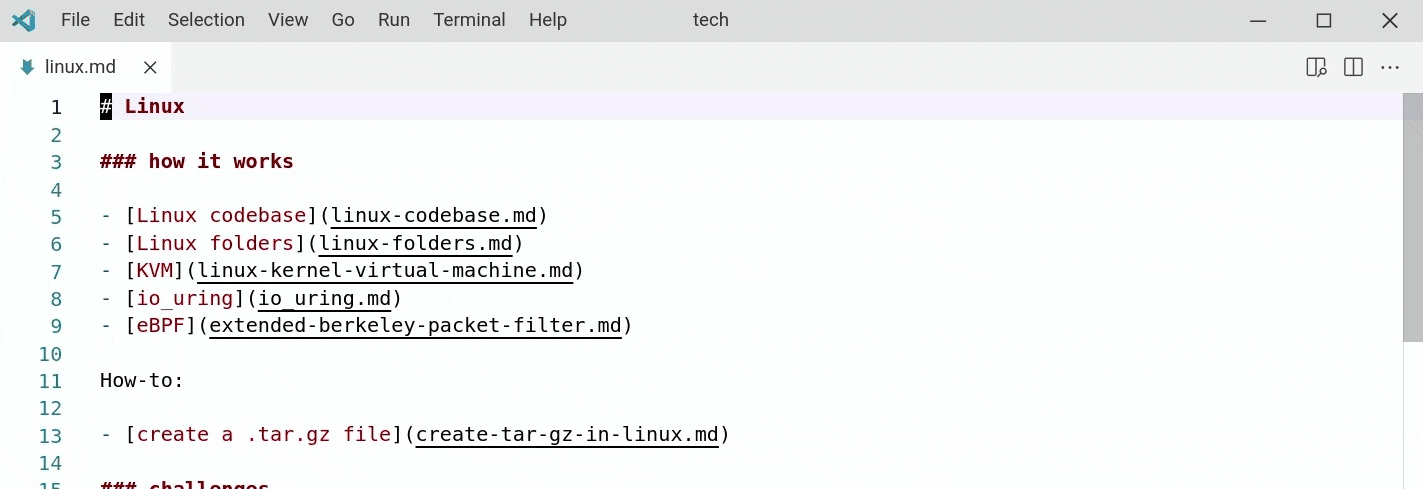 File Edit Selection View Go Run Terminal Help tech
linux.md
1 # Linux
2
3 ### how it works
4
5 - [Linux codebase](linux-codebase.md)
6 - [Linux folders](linux-folders.md)
7 - [KVM](linux-kernel-virtual-machine.md)
8 - [io_uring](io_uring.md)
9 - [eBPF](extended-berkeley-packet-filter.md)
10
11 How-to:
12
13 - [create a .tar.gz file](create-tar-gz-in-linux.md)
14
15 ### challenges